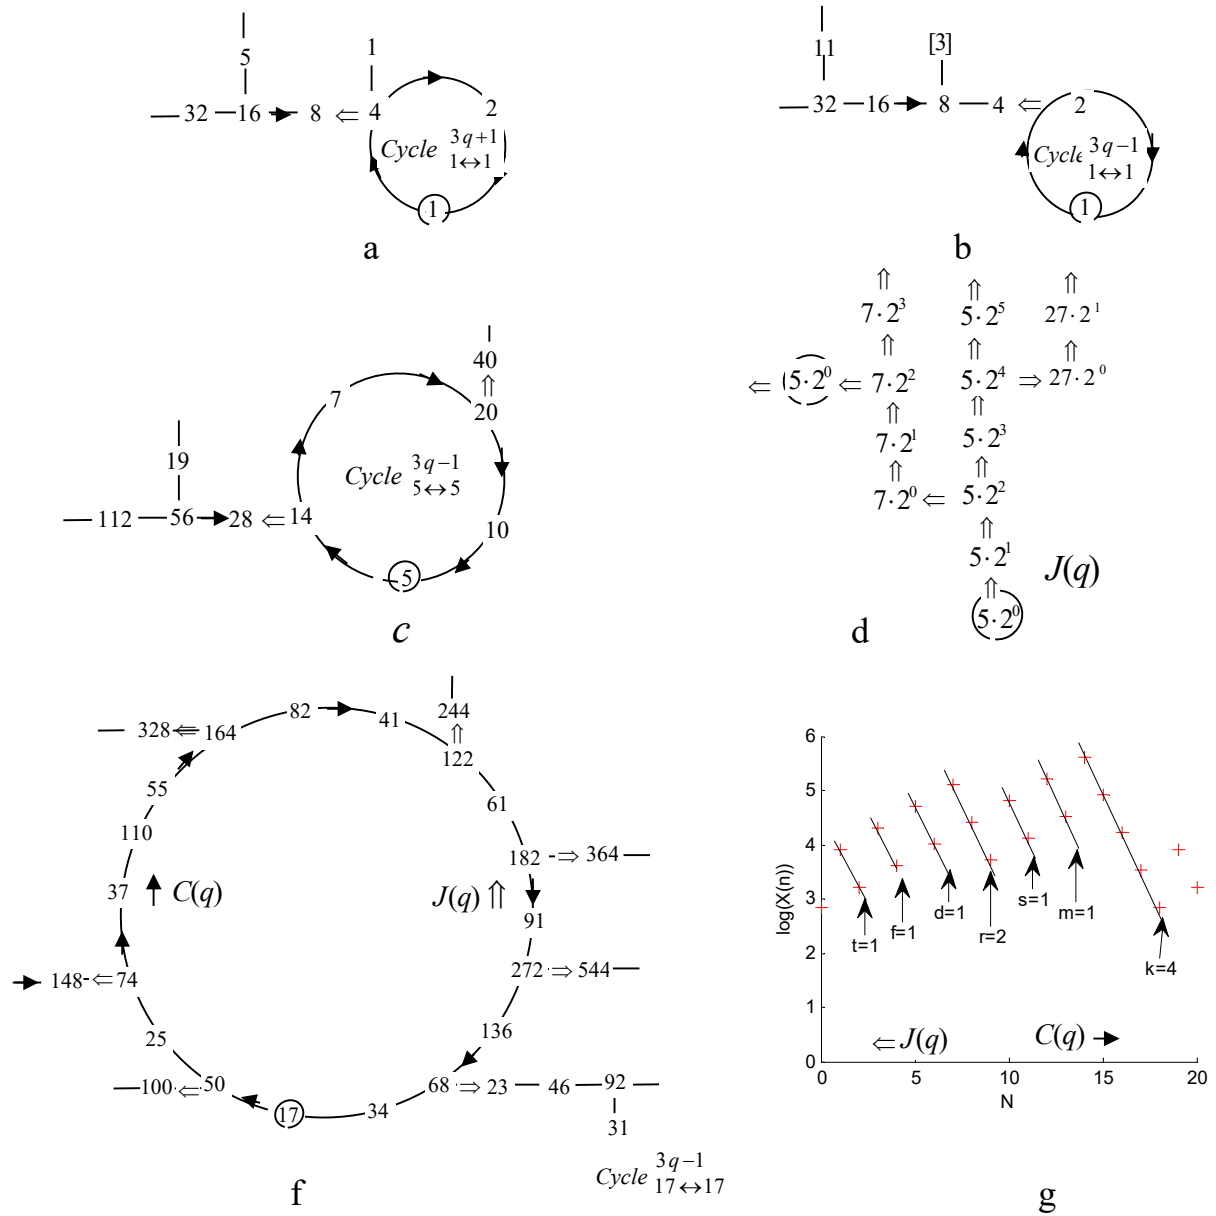 5
1
32 16 8 ⇐ 4 2
Cycle 3q+1
1↔1
1
a
11
[3]
32 16 8 4 ⇐ 2
Cycle 3q−1
1↔1
1
b
40
⇑
7
20
19
Cycle 3q−1
5↔5
112 56 28 ⇐ 14
10
5
c
⇑ ⇑ ⇑
7·2³ 5·2⁵ 27·2¹
⇑ ⇑ ⇑
⇐ 5·2⁰ ⇐ 7·2² 5·2⁴ ⇒ 27·2⁰
⇑ ⇑
7·2¹ 5·2³
⇑ ⇑
7·2⁰ ⇐ 5·2²
⇑
5·2¹
J(q)
⇑
5·2⁰
d
244
⇑
82 41
328 ⇐ 164
122
55
61
110
182 ⇒ 364
37
C(q)
J(q) ⇑
91
148 ⇐ 74
272 ⇒ 544
25
136
100 ⇐ 50
68 ⇒ 23 46 92
17
34
31
Cycle 3q−1
17↔17
f
6
5
4
3
2
1
0
log(X(n))
t=1
f=1
d=1
r=2
s=1
m=1
k=4
⇐ J(q)
C(q)
0 5 10 15 20
N
g